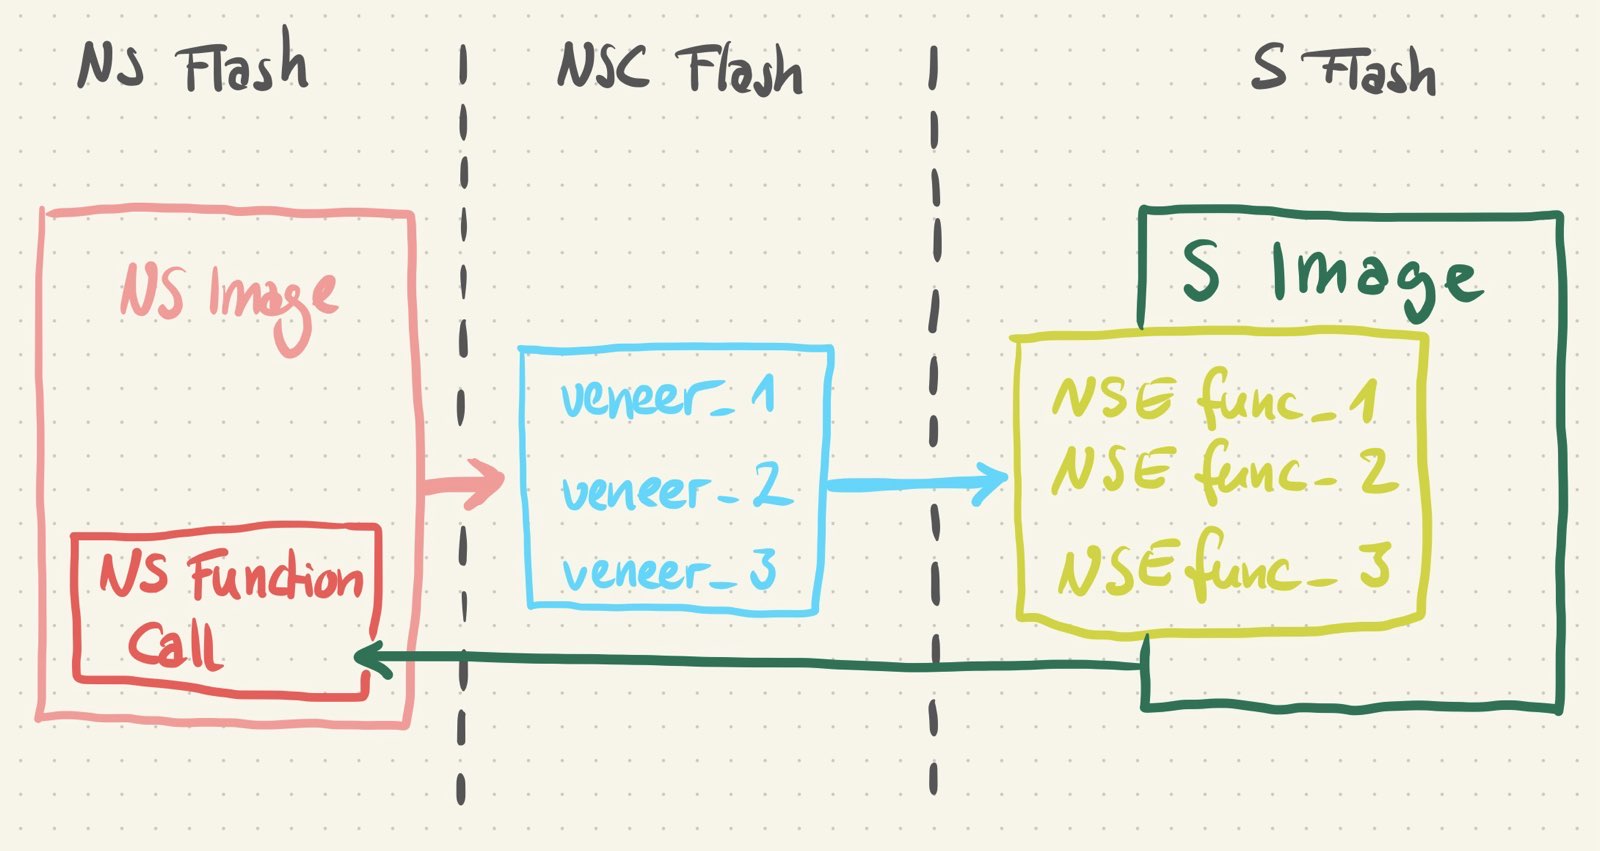 NS Flash
NSC Flash
S Flash
NS Image
S Image
veneer_1
veneer_2
veneer_3
NSE func_1
NSE func_2
NSE func_3
NS Function
Call